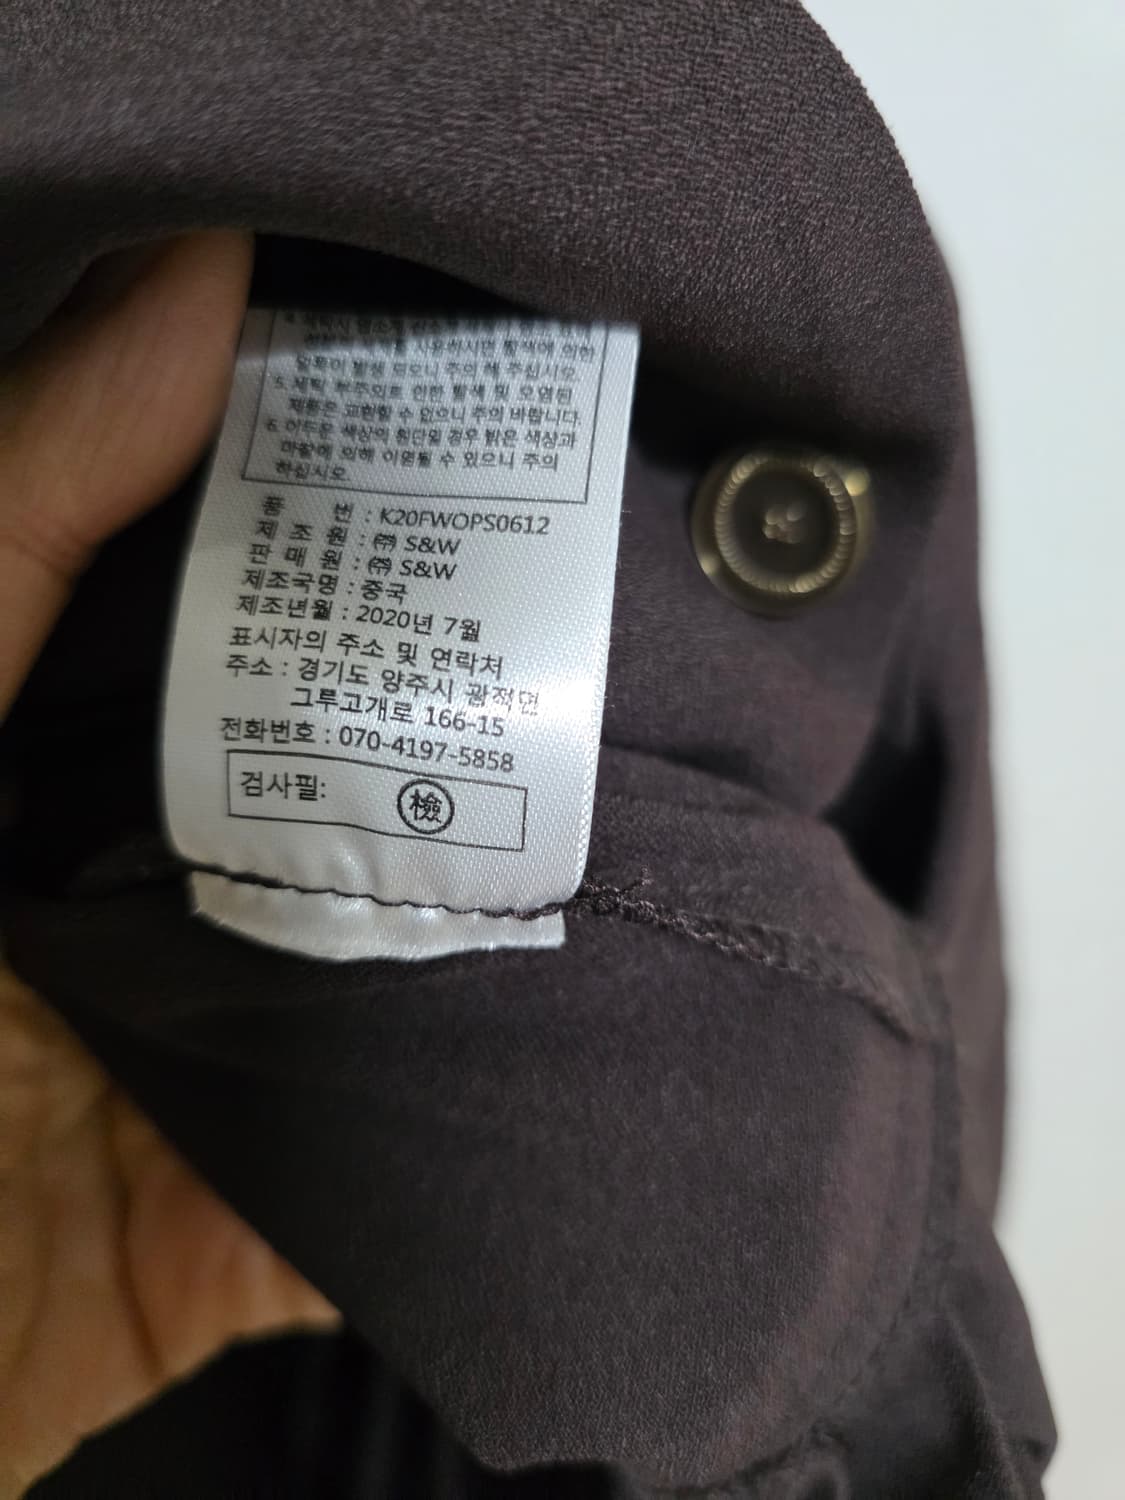 사용하시면 탈색에 의한
얼룩이 발생 되오니 주의 해 주십시오.
5. 세탁 부주의로 인한 탈색 및 오염된
제품은 교환할 수 없으니 주의 바랍니다.
6. 어두운 색상의 원단일 경우 밝은 색상과
마찰에 의해 이염될 수 있으니 주의
하십시오.
품 번 : K20FWOPS0612
제 조 원 : ㈜ S&W
판 매 원 : ㈜ S&W
제조국명 : 중국
제조년월 : 2020년 7월
표시자의 주소 및 연락처
주소 : 경기도 양주시 광적면
그루고개로 166-15
전화번호 : 070-4197-5858
검사필: 檢